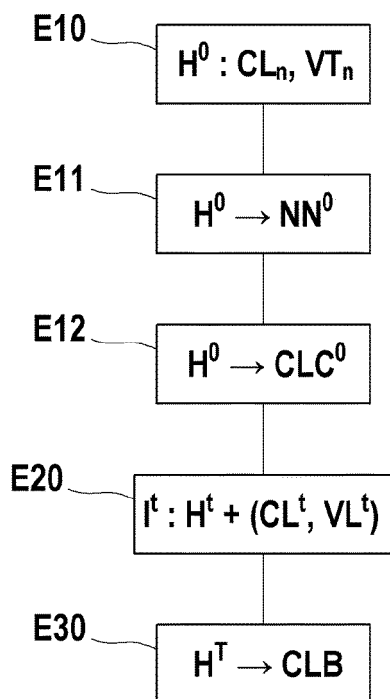 E10
H⁰ : CLₙ, VTₙ
E11
H⁰ → NN⁰
E12
H⁰ → CLC⁰
E20
Iᵗ : Hᵗ + (CLᵗ, VLᵗ)
E30
Hᵀ → CLB